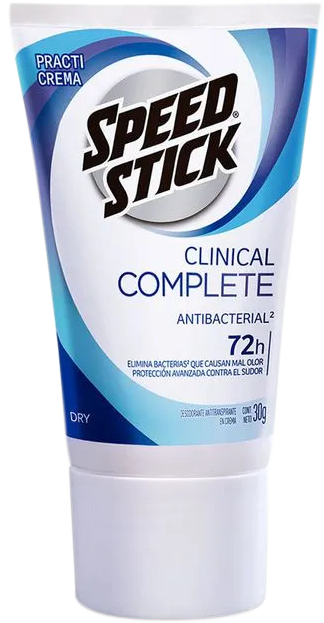 PRACTI
CREMA
SPEED
STICK®
CLINICAL
COMPLETE
ANTIBACTERIAL²
72h
ELIMINA BACTERIAS² QUE CAUSAN MAL OLOR
PROTECCIÓN AVANZADA CONTRA EL SUDOR
DRY
DESODORANTE ANTITRANSPIRANTE
EN CREMA
CONT.
NETO 30g